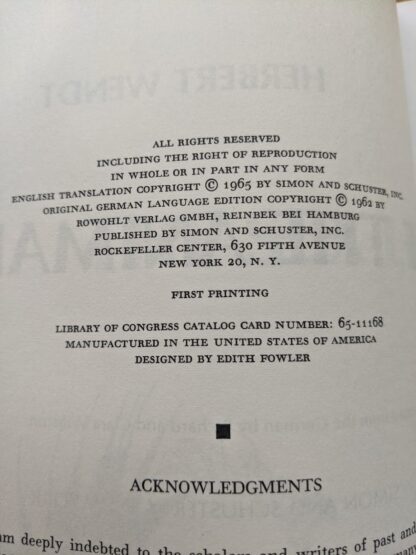 HERBERT WENDT
ALL RIGHTS RESERVED
INCLUDING THE RIGHT OF REPRODUCTION
IN WHOLE OR IN PART IN ANY FORM
ENGLISH TRANSLATION COPYRIGHT © 1965 BY SIMON AND SCHUSTER, INC.
ORIGINAL GERMAN LANGUAGE EDITION COPYRIGHT © 1962 BY
ROWOHLT VERLAG GMBH, REINBEK BEI HAMBURG
PUBLISHED BY SIMON AND SCHUSTER, INC.
ROCKEFELLER CENTER, 630 FIFTH AVENUE
NEW YORK 20, N. Y.
FIRST PRINTING
LIBRARY OF CONGRESS CATALOG CARD NUMBER: 65-11168
MANUFACTURED IN THE UNITED STATES OF AMERICA
DESIGNED BY EDITH FOWLER
ACKNOWLEDGMENTS
am deeply indebted to the scholars and writers of past and